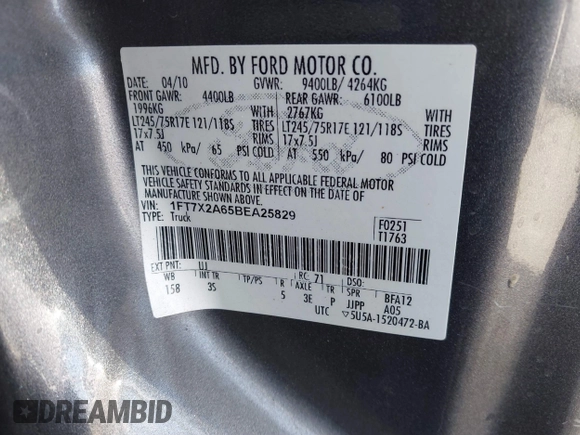 MFD. BY FORD MOTOR CO.
DATE: 04/10 GVWR: 9400LB/ 4264KG
FRONT GAWR: 4400LB REAR GAWR: 6100LB
1996KG WITH 2767KG WITH
LT245/75R17E 121/118S TIRES LT245/75R17E 121/118S TIRES
17x7.5J RIMS 17x7.5J RIMS
AT 450 kPa/ 65 PSI COLD AT 550 kPa/ 80 PSI COLD
THIS VEHICLE CONFORMS TO ALL APPLICABLE FEDERAL MOTOR
VEHICLE SAFETY STANDARDS IN EFFECT ON THE DATE OF
MANUFACTURE SHOWN ABOVE.
VIN: 1FT7X2A65BEA25829
TYPE: Truck
F0251
T1763
EXT PNT: UJ RC: 71 DSO:
WB INT TR TP/PS R AXLE TR SPR BFA12
158 3S 5 3E P JJPP A05
UTC ▽5U5A-1520472-BA
DREAMBID